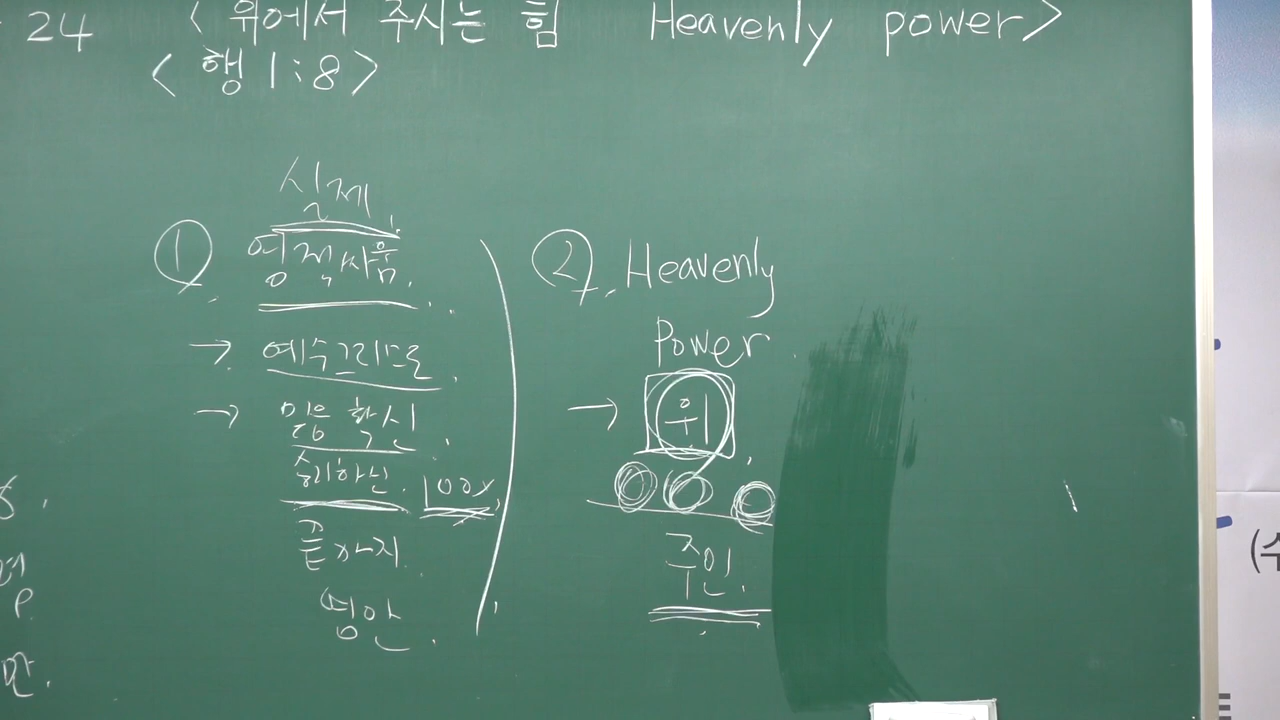 24 <위에서 주시는 힘 Heavenly power>
<행 1:8>
실제
① 영적싸움.
→ 예수그리스도
→ 믿음 확신
승리하신. 100%
끝까지
평안
② Heavenly
Power.
→ 위
주인.
(수